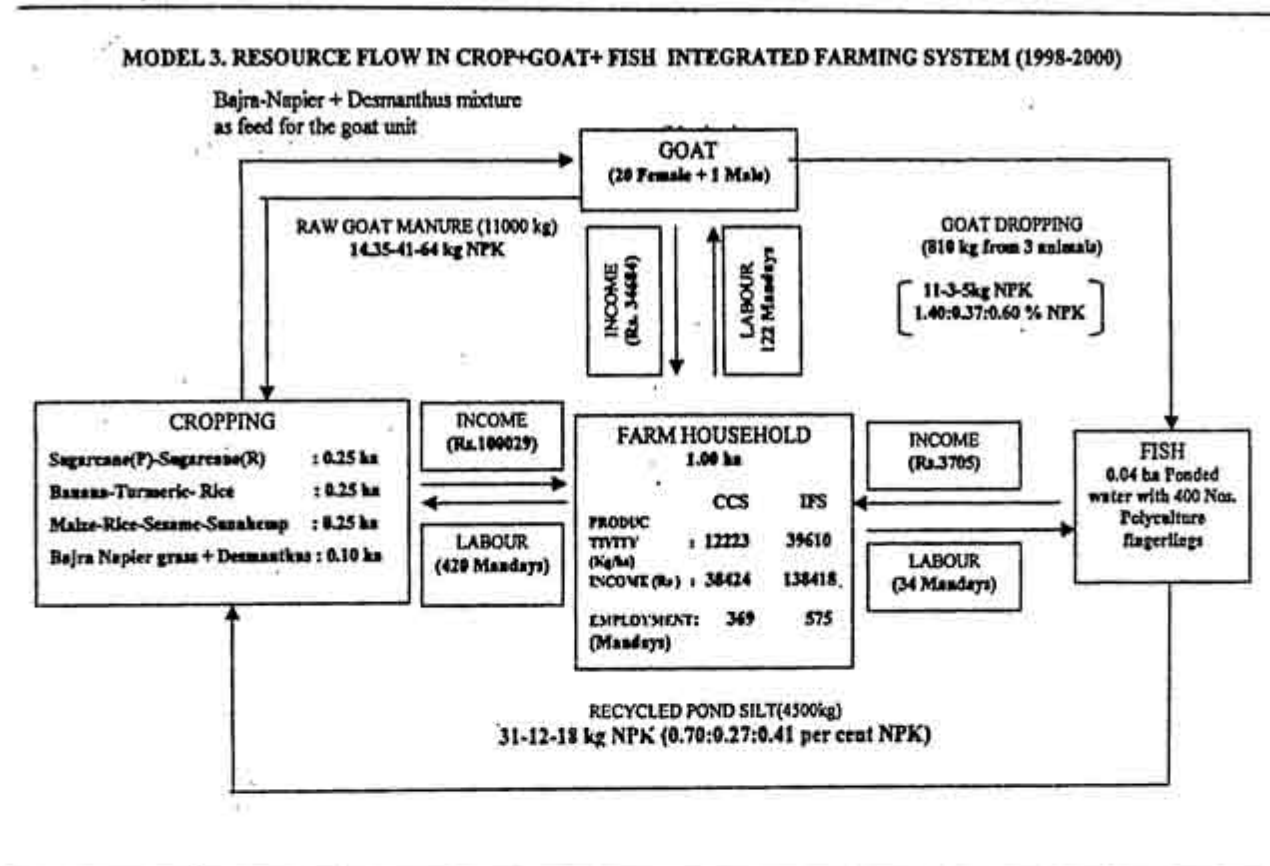 MODEL 3. RESOURCE FLOW IN CROP+GOAT+ FISH INTEGRATED FARMING SYSTEM (1998-2000)
Bajra-Napier + Desmanthus mixture
as feed for the goat unit
GOAT
(20 Female + 1 Male)
RAW GOAT MANURE (11000 kg)
14.35-41-64 kg NPK
INCOME
(Rs. 34684)
LABOUR
122 Mandays
GOAT DROPPING
(810 kg from 3 animals)
11-3-5kg NPK
1.40:0.37:0.60 % NPK
CROPPING
Sugarcane(P)-Sugarcane(R) : 0.25 ha
Banana-Turmeric- Rice : 0.25 ha
Maize-Rice-Sesame-Sunnhemp : 0.25 ha
Bajra Napier grass + Desmanthus : 0.10 ha
INCOME
(Rs.100029)
LABOUR
(420 Mandays)
FARM HOUSEHOLD
1.00 ha
CCS IFS
PRODUC
TIVITY : 12223 39610
(Kg/ha)
INCOME (Rs) : 38424 138418
EMPLOYMENT: 369 575
(Mandays)
INCOME
(Rs.3705)
LABOUR
(34 Mandays)
FISH
0.04 ha Ponded
water with 400 Nos.
Polyculture
fingerlings
RECYCLED POND SILT(4500kg)
31-12-18 kg NPK (0.70:0.27:0.41 per cent NPK)